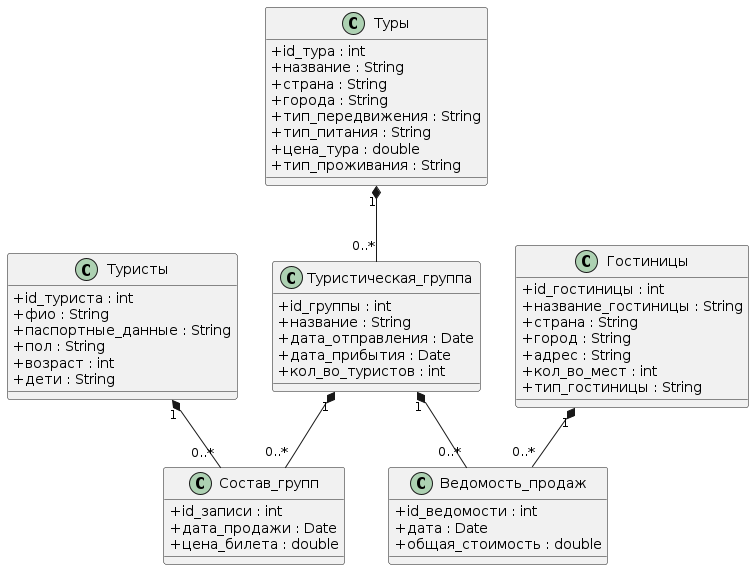 C Туры
+id_тура : int
+название : String
+страна : String
+города : String
+тип_передвижения : String
+тип_питания : String
+цена_тура : double
+тип_проживания : String
1
0..*
C Туристы
+id_туриста : int
+фио : String
+паспортные_данные : String
+пол : String
+возраст : int
+дети : String
C Туристическая_группа
+id_группы : int
+название : String
+дата_отправления : Date
+дата_прибытия : Date
+кол_во_туристов : int
C Гостиницы
+id_гостиницы : int
+название_гостиницы : String
+страна : String
+город : String
+адрес : String
+кол_во_мест : int
+тип_гостиницы : String
1
1
1
1
0..*
0..*
0..*
0..*
C Состав_групп
+id_записи : int
+дата_продажи : Date
+цена_билета : double
C Ведомость_продаж
+id_ведомости : int
+дата : Date
+общая_стоимость : double